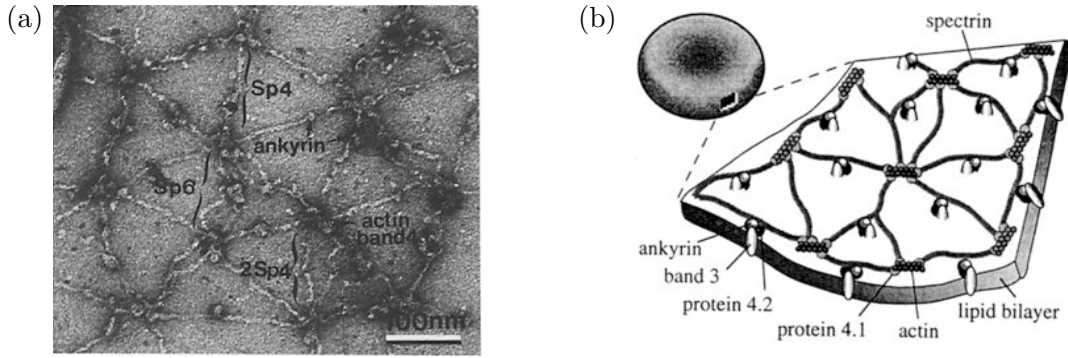 (a)
Sp4
ankyrin
Sp6
actin
band
2Sp4
100nm
(b)
spectrin
ankyrin
band 3
protein 4.2
protein 4.1
actin
lipid bilayer